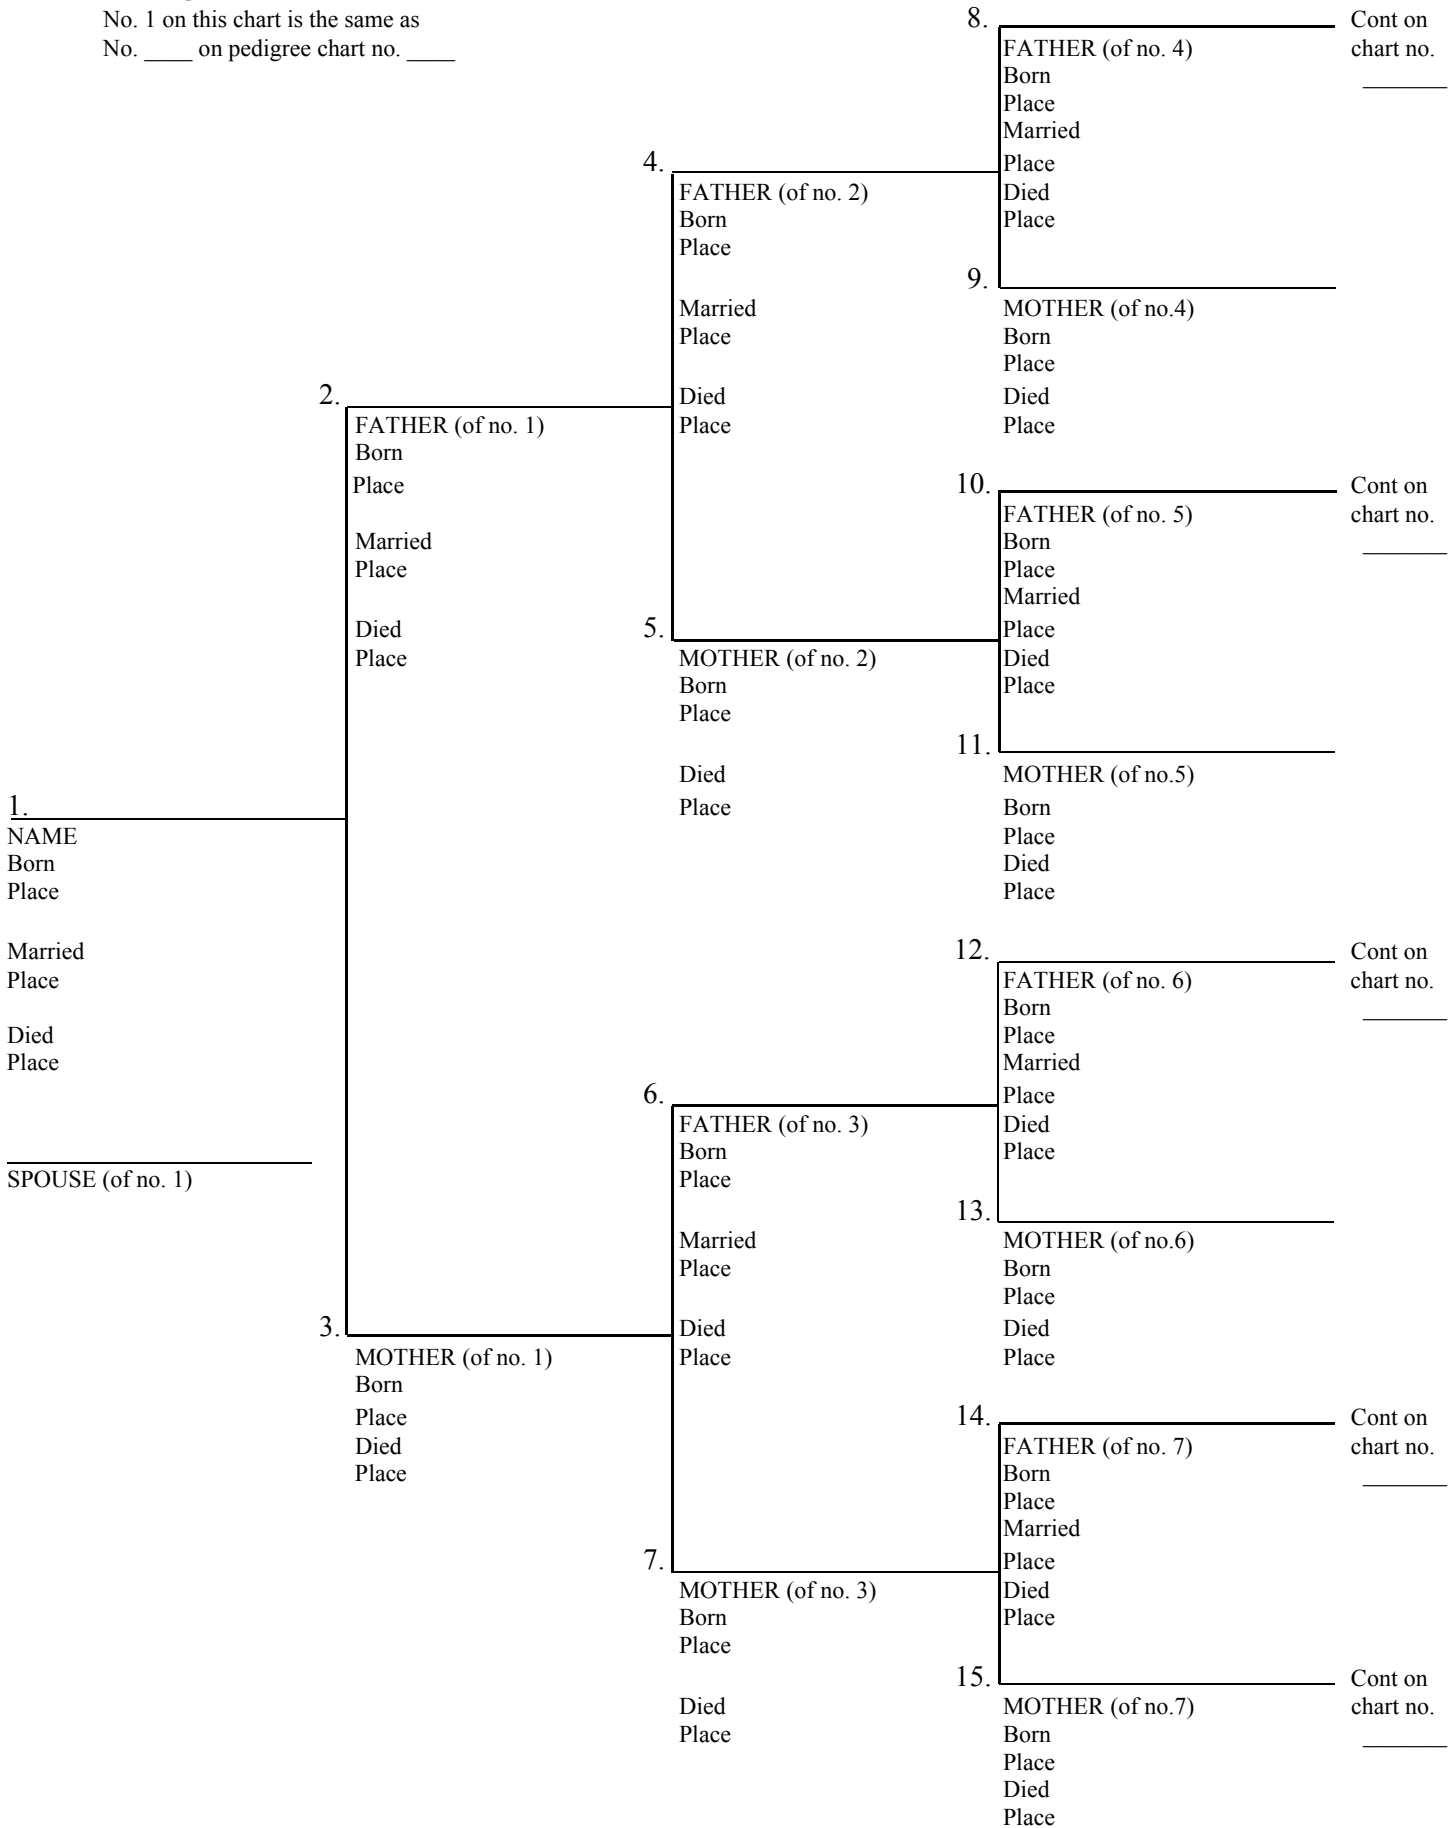 No. 1 on this chart is the same as
No. ____ on pedigree chart no. ____
1.
NAME
Born
Place
Married
Place
Died
Place
SPOUSE (of no. 1)
2.
FATHER (of no. 1)
Born
Place
Married
Place
Died
Place
3.
MOTHER (of no. 1)
Born
Place
Died
Place
4.
FATHER (of no. 2)
Born
Place
Married
Place
Died
Place
5.
MOTHER (of no. 2)
Born
Place
Died
Place
6.
FATHER (of no. 3)
Born
Place
Married
Place
Died
Place
7.
MOTHER (of no. 3)
Born
Place
Died
Place
8.
FATHER (of no. 4)
Born
Place
Married
Place
Died
Place
Cont on
chart no.
_______
9.
MOTHER (of no.4)
Born
Place
Died
Place
10.
FATHER (of no. 5)
Born
Place
Married
Place
Died
Place
Cont on
chart no.
_______
11.
MOTHER (of no.5)
Born
Place
Died
Place
12.
FATHER (of no. 6)
Born
Place
Married
Place
Died
Place
Cont on
chart no.
_______
13.
MOTHER (of no.6)
Born
Place
Died
Place
14.
FATHER (of no. 7)
Born
Place
Married
Place
Died
Place
Cont on
chart no.
_______
15.
MOTHER (of no.7)
Born
Place
Died
Place
Cont on
chart no.
_______